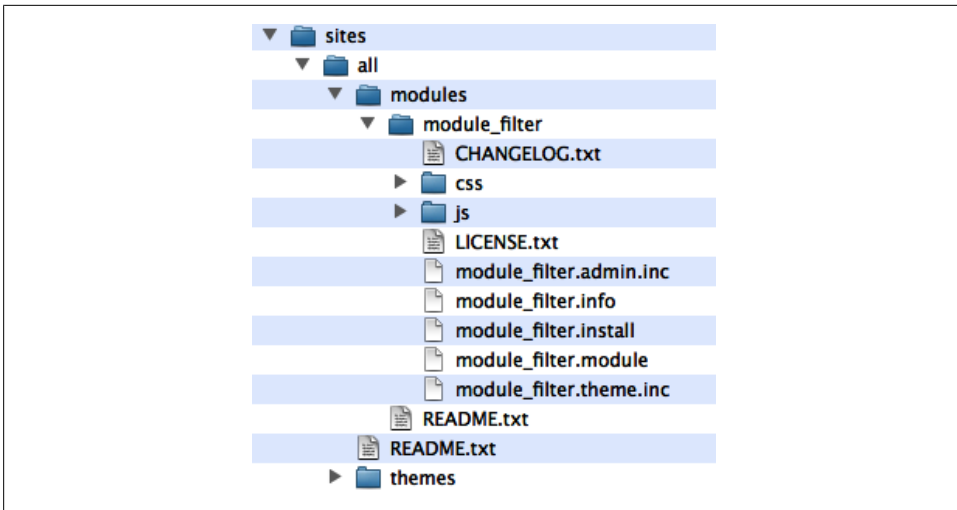 sites
all
modules
module_filter
CHANGELOG.txt
css
js
LICENSE.txt
module_filter.admin.inc
module_filter.info
module_filter.install
module_filter.module
module_filter.theme.inc
README.txt
README.txt
themes